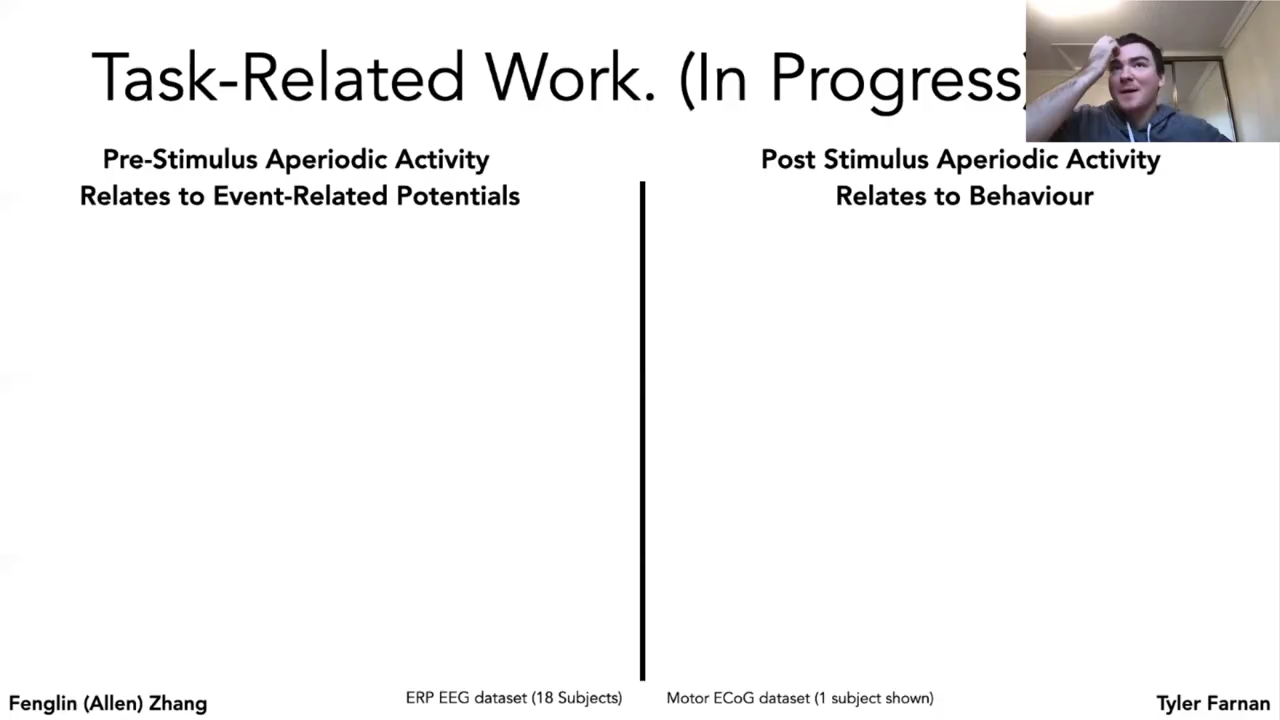 Task-Related Work. (In Progress)
Pre-Stimulus Aperiodic Activity
Relates to Event-Related Potentials
Post Stimulus Aperiodic Activity
Relates to Behaviour
Fenglin (Allen) Zhang
ERP EEG dataset (18 Subjects)
Motor ECoG dataset (1 subject shown)
Tyler Farnan